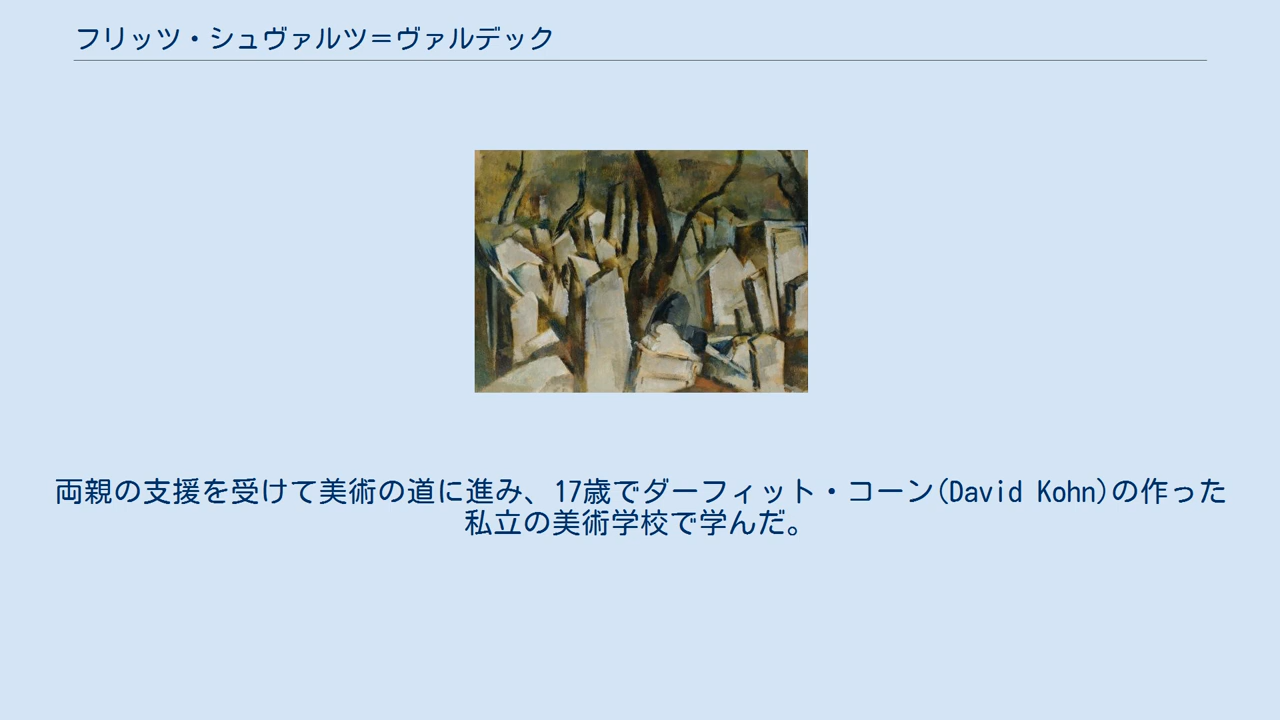 フリッツ・シュヴァルツ＝ヴァルデック
両親の支援を受けて美術の道に進み、17歳でダーフィット・コーン(David Kohn)の作った
私立の美術学校で学んだ。